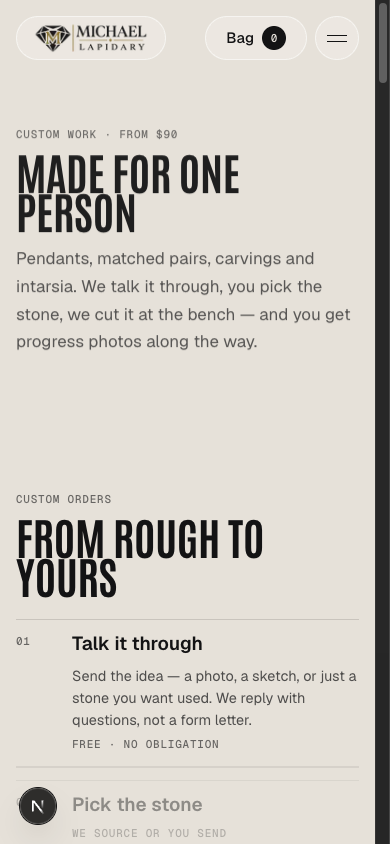 MICHAEL
LAPIDARY
Bag 0
CUSTOM WORK · FROM $90
MADE FOR ONE
PERSON
Pendants, matched pairs, carvings and
intarsia. We talk it through, you pick the
stone, we cut it at the bench — and you get
progress photos along the way.
CUSTOM ORDERS
FROM ROUGH TO
YOURS
01
Talk it through
Send the idea — a photo, a sketch, or just a
stone you want used. We reply with
questions, not a form letter.
FREE · NO OBLIGATION
N
Pick the stone
WE SOURCE OR YOU SEND